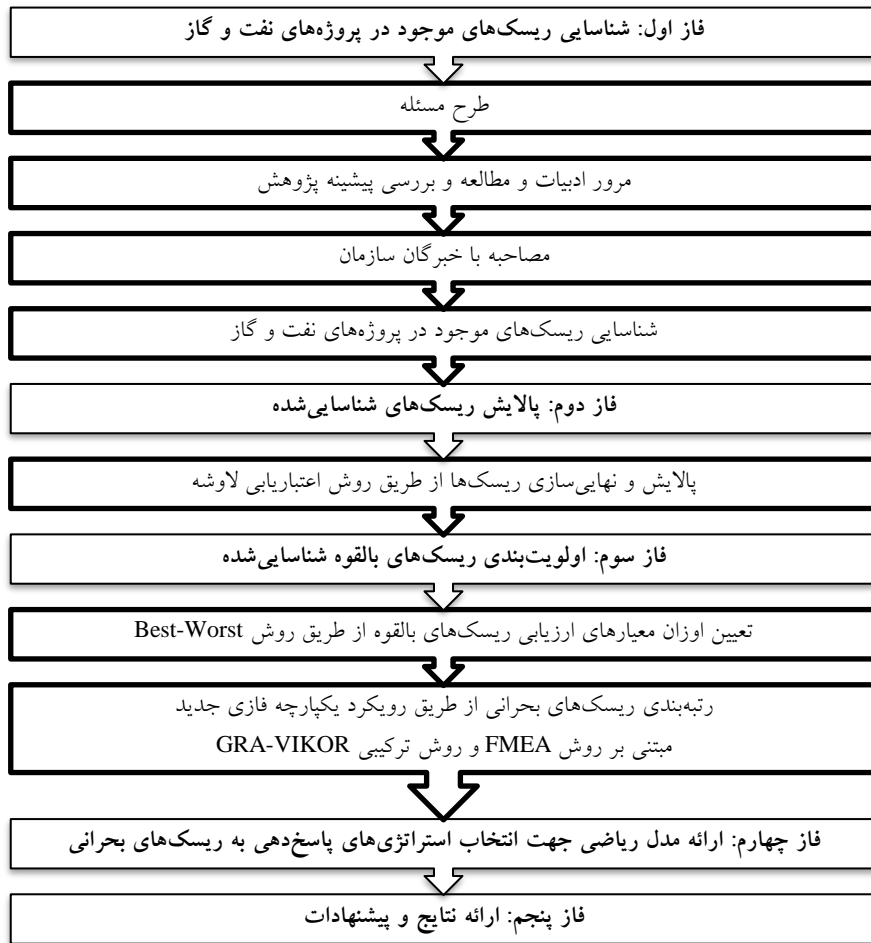 فاز اول: شناسایی ریسک‌های موجود در پروژه‌های نفت و گاز
طرح مسئله
مرور ادبیات و مطالعه و بررسی پیشینه پژوهش
مصاحبه با خبرگان سازمان
شناسایی ریسک‌های موجود در پروژه‌های نفت و گاز
فاز دوم: پالایش ریسک‌های شناسایی‌شده
پالایش و نهایی‌سازی ریسک‌ها از طریق روش اعتباریابی لاوشه
فاز سوم: اولویت‌بندی ریسک‌های بالقوه شناسایی‌شده
تعیین اوزان معیارهای ارزیابی ریسک‌های بالقوه از طریق روش Best-Worst
رتبه‌بندی ریسک‌های بحرانی از طریق رویکرد یکپارچه فازی جدید
مبتنی بر روش FMEA و روش ترکیبی GRA-VIKOR
فاز چهارم: ارائه مدل ریاضی جهت انتخاب استراتژی‌های پاسخ‌دهی به ریسک‌های بحرانی
فاز پنجم: ارائه نتایج و پیشنهادات